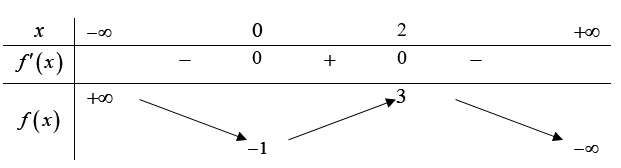 x −∞ 0 2 +∞
f′(x) − 0 + 0 −
+∞ 3
f(x)
−1 −∞